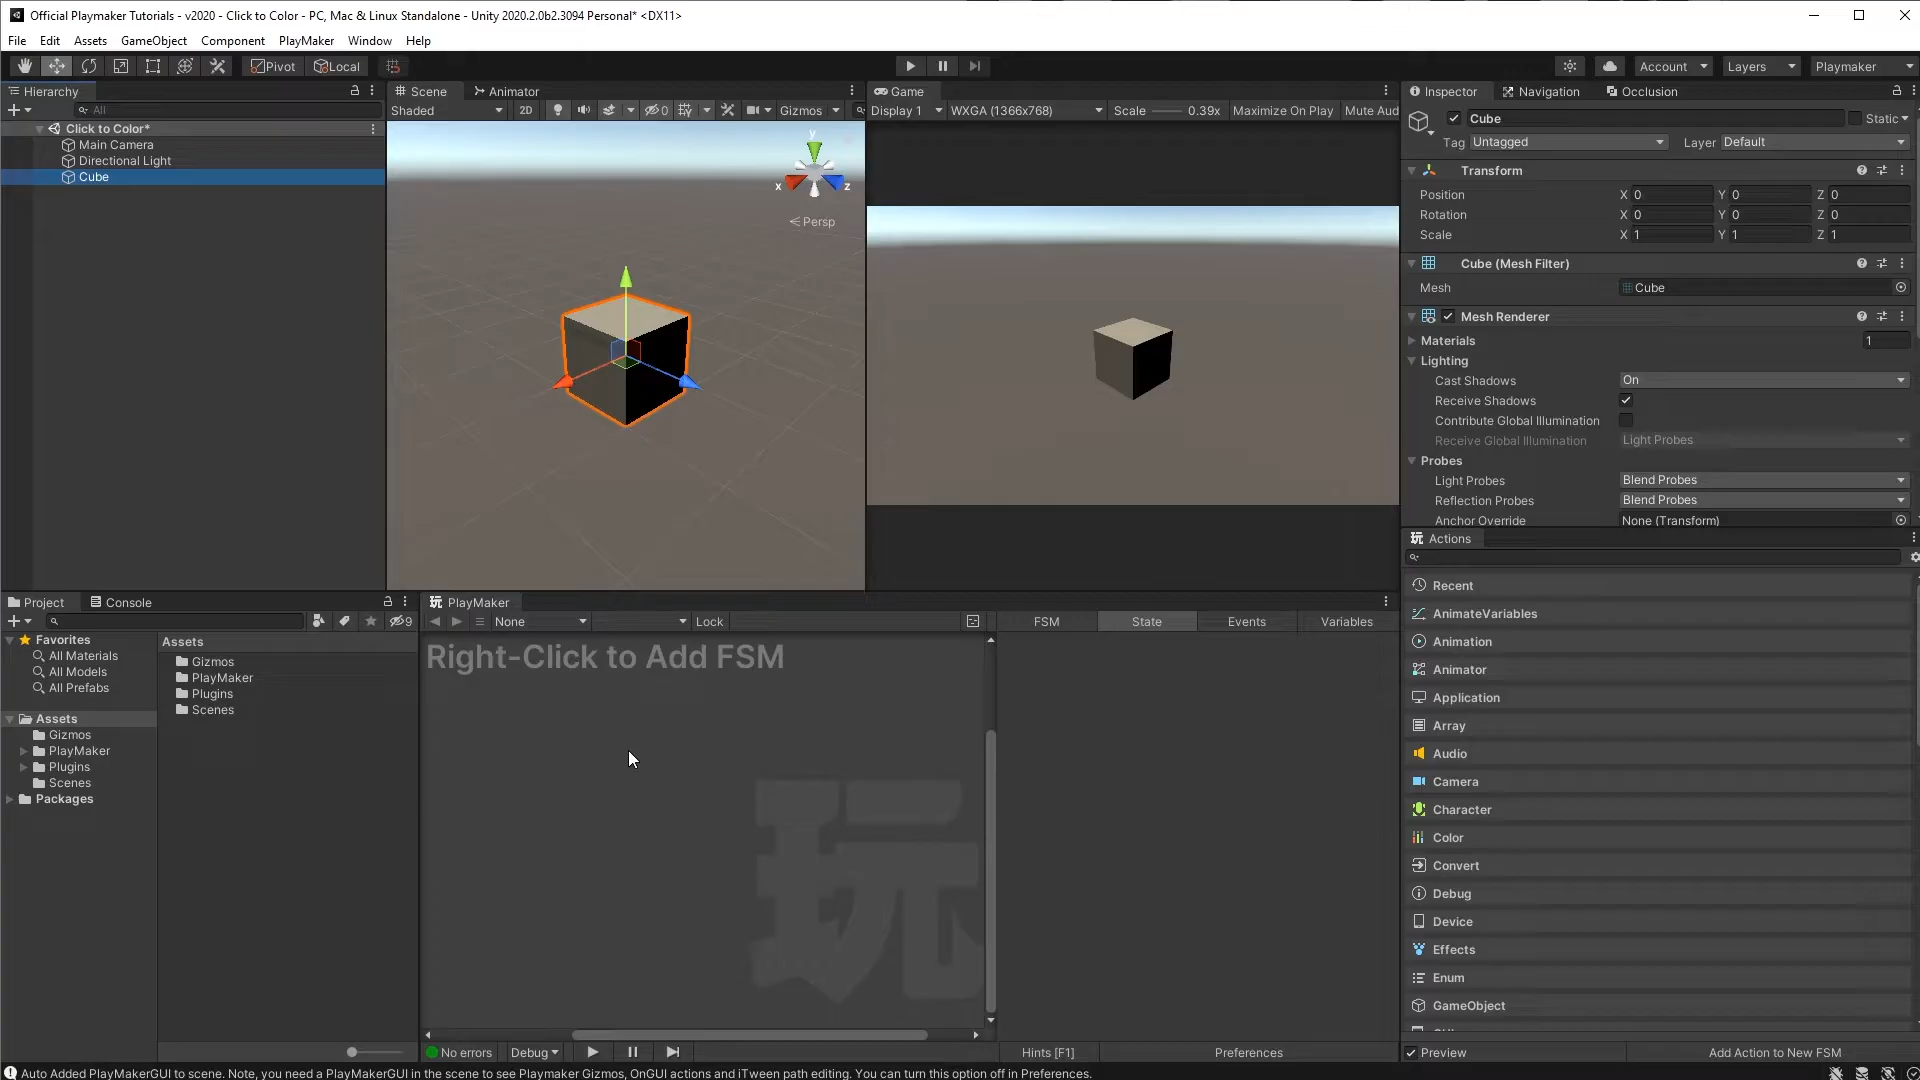 Official Playmaker Tutorials - v2020 - Click to Color - PC, Mac & Linux Standalone - Unity 2020.2.0b2.3094 Personal* <DX11>
File Edit Assets GameObject Component PlayMaker Window Help
Pivot Local Account Layers Playmaker
Hierarchy
All
Click to Color*
Main Camera
Directional Light
Cube
Scene Animator
Shaded 2D 0 Gizmos
y
x z
Persp
Game
Display 1 WXGA (1366x768) Scale 0.39x Maximize On Play Mute Aud
Inspector Navigation Occlusion
Cube Static
Tag Untagged Layer Default
Transform
Position X 0 Y 0 Z 0
Rotation X 0 Y 0 Z 0
Scale X 1 Y 1 Z 1
Cube (Mesh Filter)
Mesh Cube
Mesh Renderer
Materials 1
Lighting
Cast Shadows On
Receive Shadows
Contribute Global Illumination
Receive Global Illumination Light Probes
Probes
Light Probes Blend Probes
Reflection Probes Blend Probes
Anchor Override None (Transform)
Actions
Recent
AnimateVariables
Animation
Animator
Application
Array
Audio
Camera
Character
Color
Convert
Debug
Device
Effects
Enum
GameObject
Preview Add Action to New FSM
Project Console
9
Favorites
All Materials
All Models
All Prefabs
Assets
Gizmos
PlayMaker
Plugins
Scenes
Packages
Assets
Gizmos
PlayMaker
Plugins
Scenes
玩 PlayMaker
None Lock
FSM State Events Variables
Right-Click to Add FSM
玩
No errors Debug Hints [F1] Preferences
Auto Added PlayMakerGUI to scene. Note, you need a PlayMakerGUI in the scene to see Playmaker Gizmos, OnGUI actions and iTween path editing. You can turn this option off in Preferences.